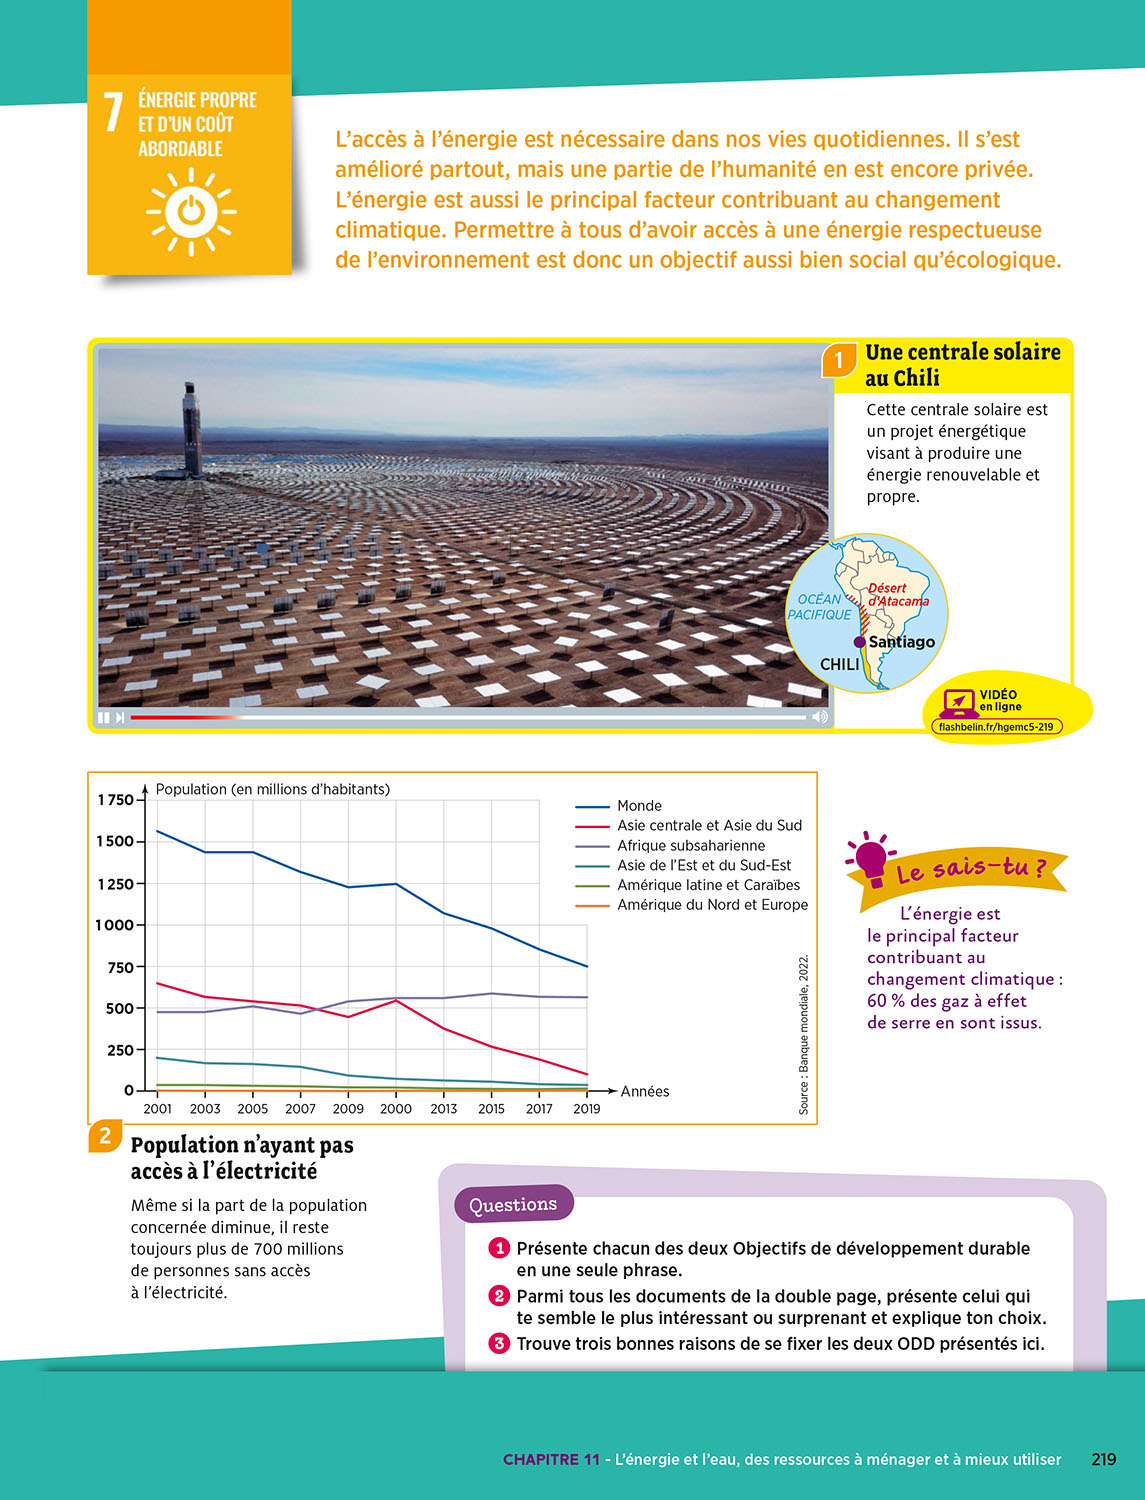 7
ÉNERGIE PROPRE
ET D'UN COÛT
ABORDABLE
L'accès à l'énergie est nécessaire dans nos vies quotidiennes. Il s'est
amélioré partout, mais une partie de l'humanité en est encore privée.
L'énergie est aussi le principal facteur contribuant au changement
climatique. Permettre à tous d'avoir accès à une énergie respectueuse
de l'environnement est donc un objectif aussi bien social qu'écologique.
1
Une centrale solaire
au Chili
Cette centrale solaire est
un projet énergétique
visant à produire une
énergie renouvelable et
propre.
Désert
d'Atacama
OCÉAN
PACIFIQUE
Santiago
CHILI
VIDÉO
en ligne
flashbelin.fr/hgemc5-219
Population (en millions d'habitants)
1 750
1 500
1 250
1 000
750
500
250
0
Monde
Asie centrale et Asie du Sud
Afrique subsaharienne
Asie de l'Est et du Sud-Est
Amérique latine et Caraïbes
Amérique du Nord et Europe
Années
2001 2003 2005 2007 2009 2000 2013 2015 2017 2019
Source : Banque mondiale, 2022.
Le sais-tu ?
L'énergie est
le principal facteur
contribuant au
changement climatique :
60 % des gaz à effet
de serre en sont issus.
2
Population n'ayant pas
accès à l'électricité
Même si la part de la population
concernée diminue, il reste
toujours plus de 700 millions
de personnes sans accès
à l'électricité.
Questions
1 Présente chacun des deux Objectifs de développement durable
en une seule phrase.
2 Parmi tous les documents de la double page, présente celui qui
te semble le plus intéressant ou surprenant et explique ton choix.
3 Trouve trois bonnes raisons de se fixer les deux ODD présentés ici.
CHAPITRE 11 - L'énergie et l'eau, des ressources à ménager et à mieux utiliser 219